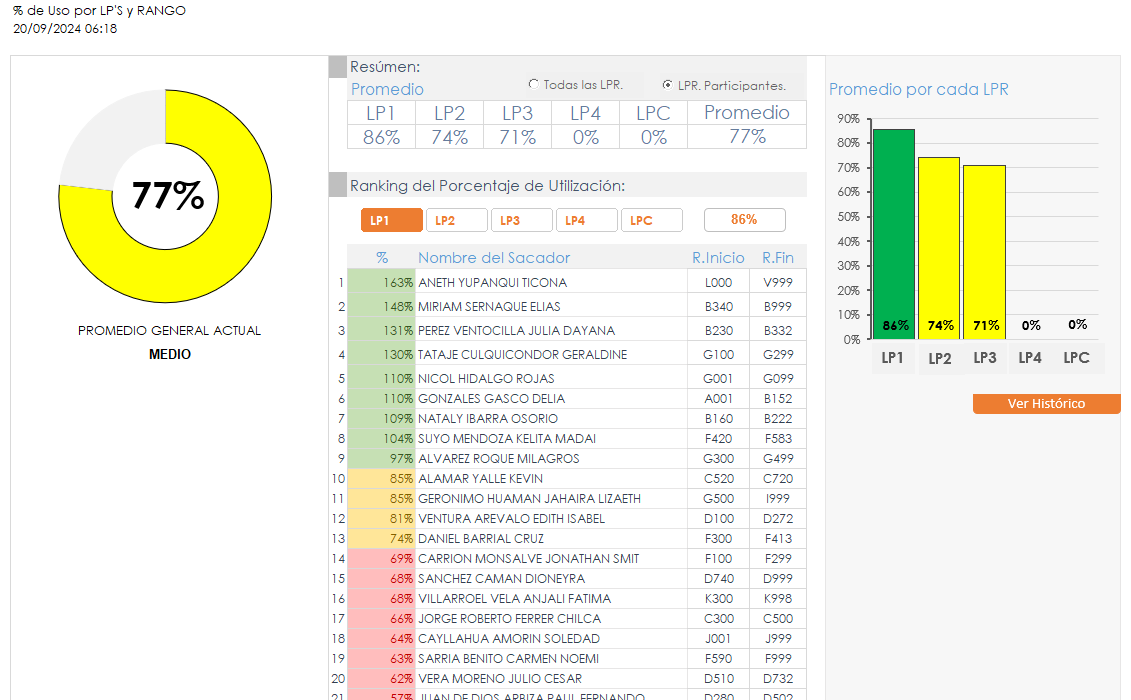 % de Uso por LP'S y RANGO
20/09/2024 06:18
77%
PROMEDIO GENERAL ACTUAL
MEDIO
Resúmen:
Promedio
Todas las LPR.
LPR. Participantes.
LP1 LP2 LP3 LP4 LPC Promedio
86% 74% 71% 0% 0% 77%
Ranking del Porcentaje de Utilización:
LP1 LP2 LP3 LP4 LPC 86%
% Nombre del Sacador R.Inicio R.Fin
1 163% ANETH YUPANQUI TICONA L000 V999
2 148% MIRIAM SERNAQUE ELIAS B340 B999
3 131% PEREZ VENTOCILLA JULIA DAYANA B230 B332
4 130% TATAJE CULQUICONDOR GERALDINE G100 G299
5 110% NICOL HIDALGO ROJAS G001 G099
6 110% GONZALES GASCO DELIA A001 B152
7 109% NATALY IBARRA OSORIO B160 B222
8 104% SUYO MENDOZA KELITA MADAI F420 F583
9 97% ALVAREZ ROQUE MILAGROS G300 G499
10 85% ALAMAR YALLE KEVIN C520 C720
11 85% GERONIMO HUAMAN JAHAIRA LIZAETH G500 I999
12 81% VENTURA AREVALO EDITH ISABEL D100 D272
13 74% DANIEL BARRIAL CRUZ F300 F413
14 69% CARRION MONSALVE JONATHAN SMIT F100 F299
15 68% SANCHEZ CAMAN DIONEYRA D740 D999
16 68% VILLARROEL VELA ANJALI FATIMA K300 K998
17 66% JORGE ROBERTO FERRER CHILCA C300 C500
18 64% CAYLLAHUA AMORIN SOLEDAD J001 J999
19 63% SARRIA BENITO CARMEN NOEMI F590 F999
20 62% VERA MORENO JULIO CESAR D510 D732
21 57% JUAN DE DIOS ARBIZA PAUL FERNANDO D280 D502
Promedio por cada LPR
90%
80%
70%
60%
50%
40%
30%
20%
10%
0%
86% 74% 71% 0% 0%
LP1 LP2 LP3 LP4 LPC
Ver Histórico